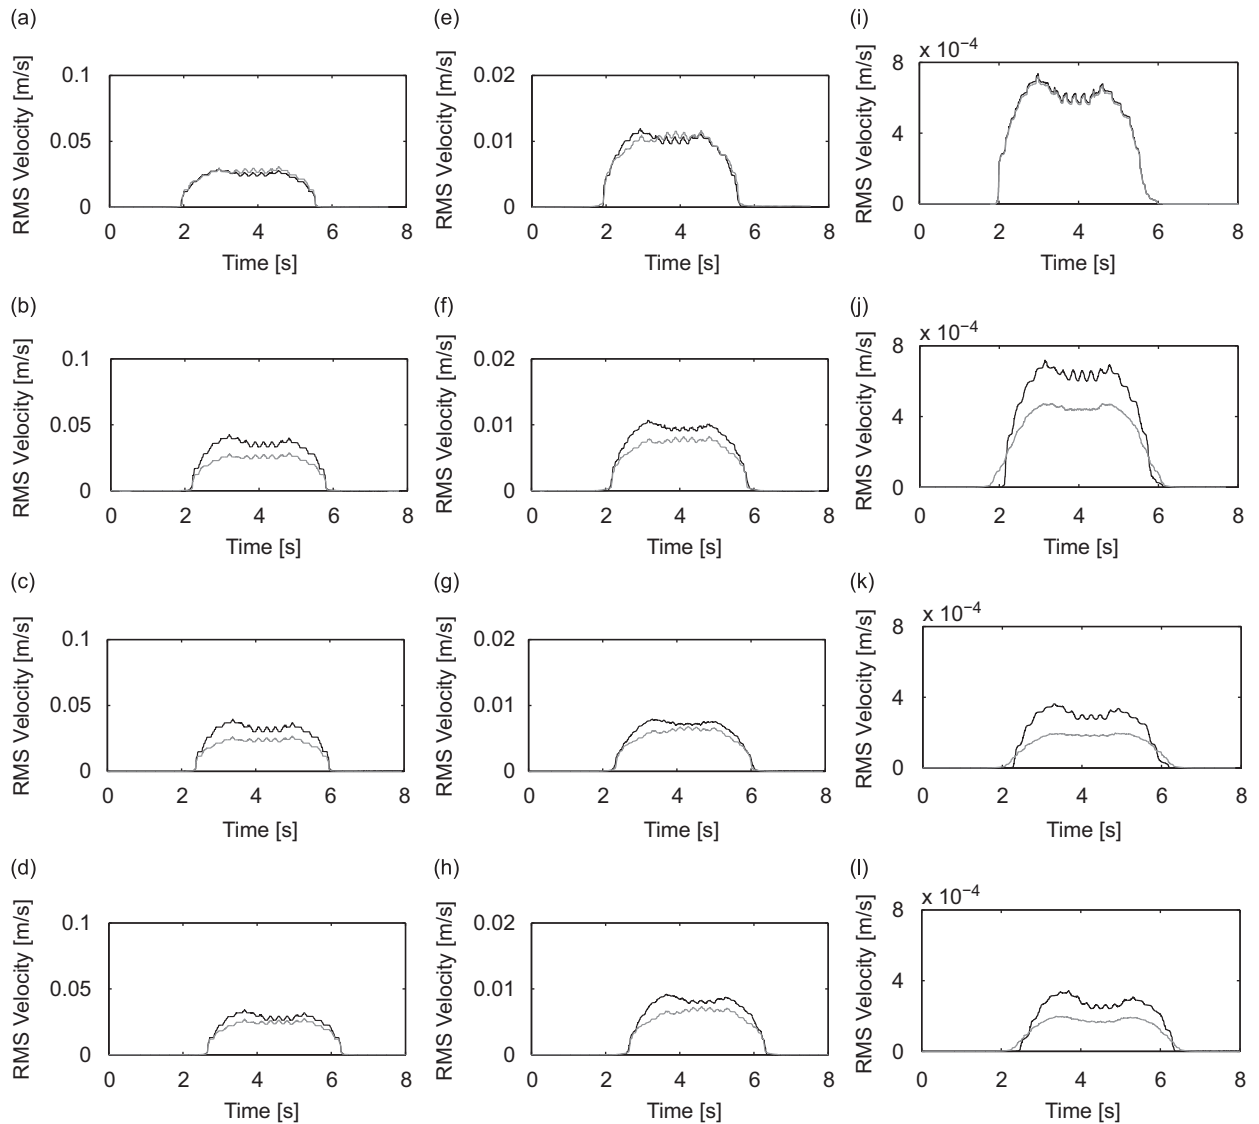 (a)
RMS Velocity [m/s]
0.1
0.05
0
0 2 4 6 8
Time [s]
(e)
RMS Velocity [m/s]
0.02
0.01
0
0 2 4 6 8
Time [s]
(i)
x 10−4
RMS Velocity [m/s]
8
4
0
0 2 4 6 8
Time [s]
(b)
RMS Velocity [m/s]
0.1
0.05
0
0 2 4 6 8
Time [s]
(f)
RMS Velocity [m/s]
0.02
0.01
0
0 2 4 6 8
Time [s]
(j)
x 10−4
RMS Velocity [m/s]
8
4
0
0 2 4 6 8
Time [s]
(c)
RMS Velocity [m/s]
0.1
0.05
0
0 2 4 6 8
Time [s]
(g)
RMS Velocity [m/s]
0.02
0.01
0
0 2 4 6 8
Time [s]
(k)
x 10−4
RMS Velocity [m/s]
8
4
0
0 2 4 6 8
Time [s]
(d)
RMS Velocity [m/s]
0.1
0.05
0
0 2 4 6 8
Time [s]
(h)
RMS Velocity [m/s]
0.02
0.01
0
0 2 4 6 8
Time [s]
(l)
x 10−4
RMS Velocity [m/s]
8
4
0
0 2 4 6 8
Time [s]